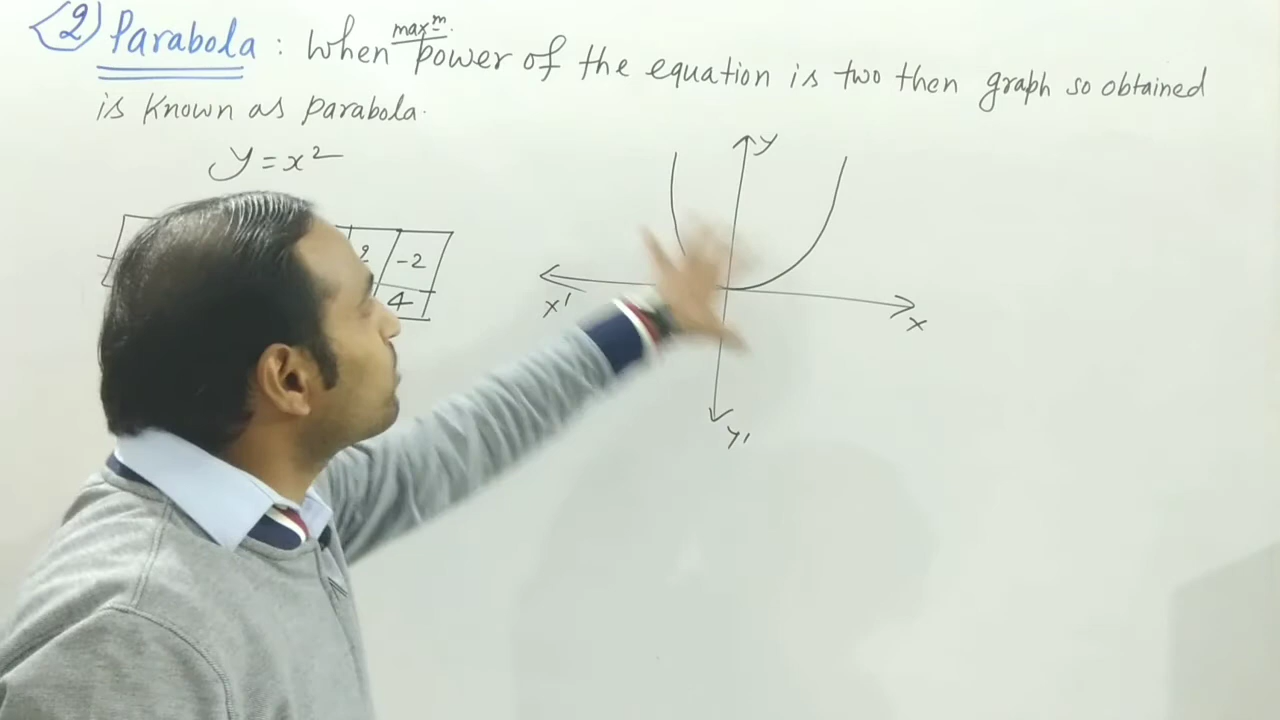 2 Parabola : When maxᵐ. power of the equation is two then graph so obtained
is known as parabola.
y = x²
y
2 -2
4
x' x
y'